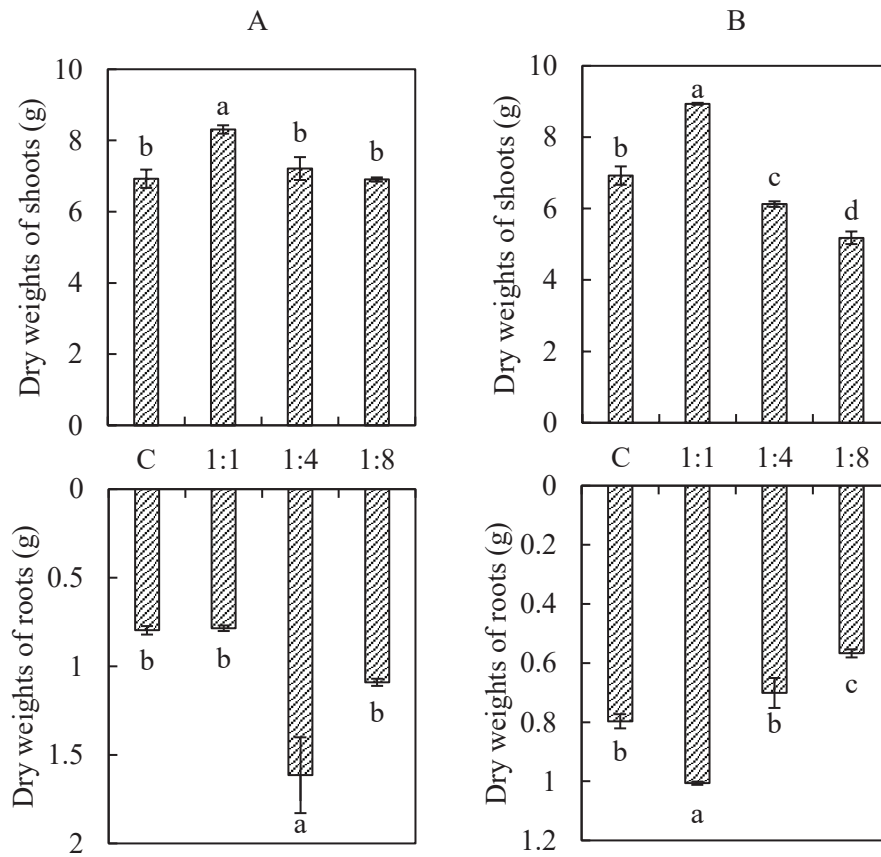 A
Dry weights of shoots (g)
10
8
6
4
2
0
b
a
b
b
C 1:1 1:4 1:8
Dry weights of roots (g)
0
0.5
1
1.5
2
b
b
a
b
B
Dry weights of shoots (g)
10
8
6
4
2
0
b
a
c
d
C 1:1 1:4 1:8
Dry weights of roots (g)
0
0.2
0.4
0.6
0.8
1
1.2
b
a
b
c